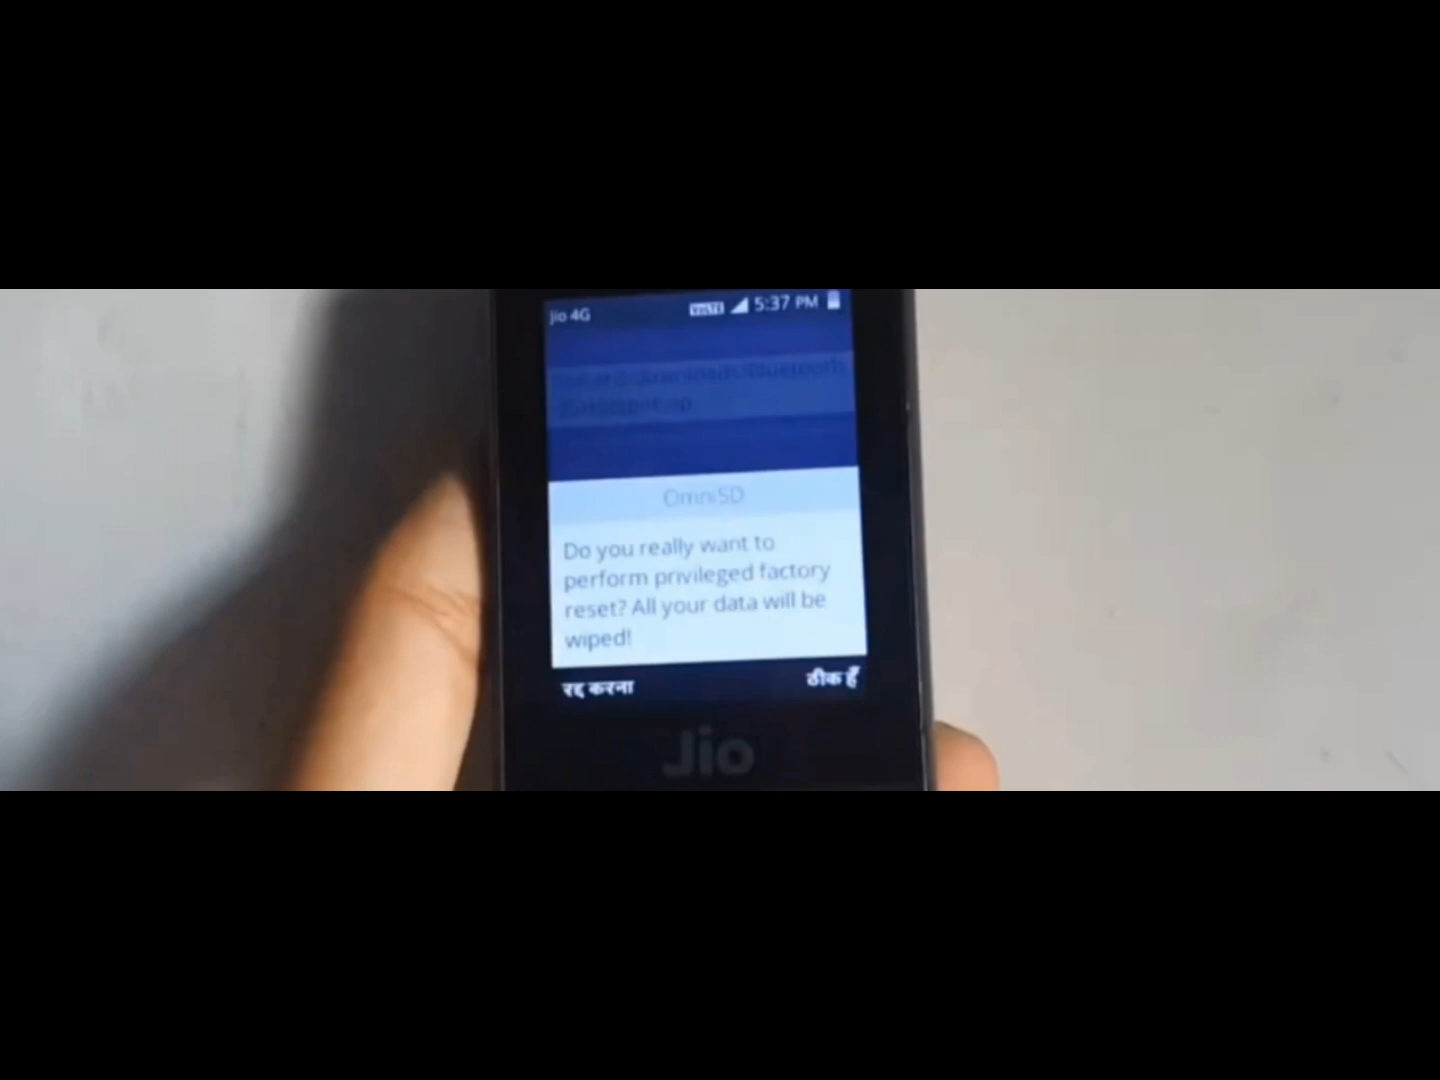 Jio 4G VoLTE 5:37 PM
OmniSD
Do you really want to
perform privileged factory
reset? All your data will be
wiped!
रद्द करना ठीक हैं
Jio